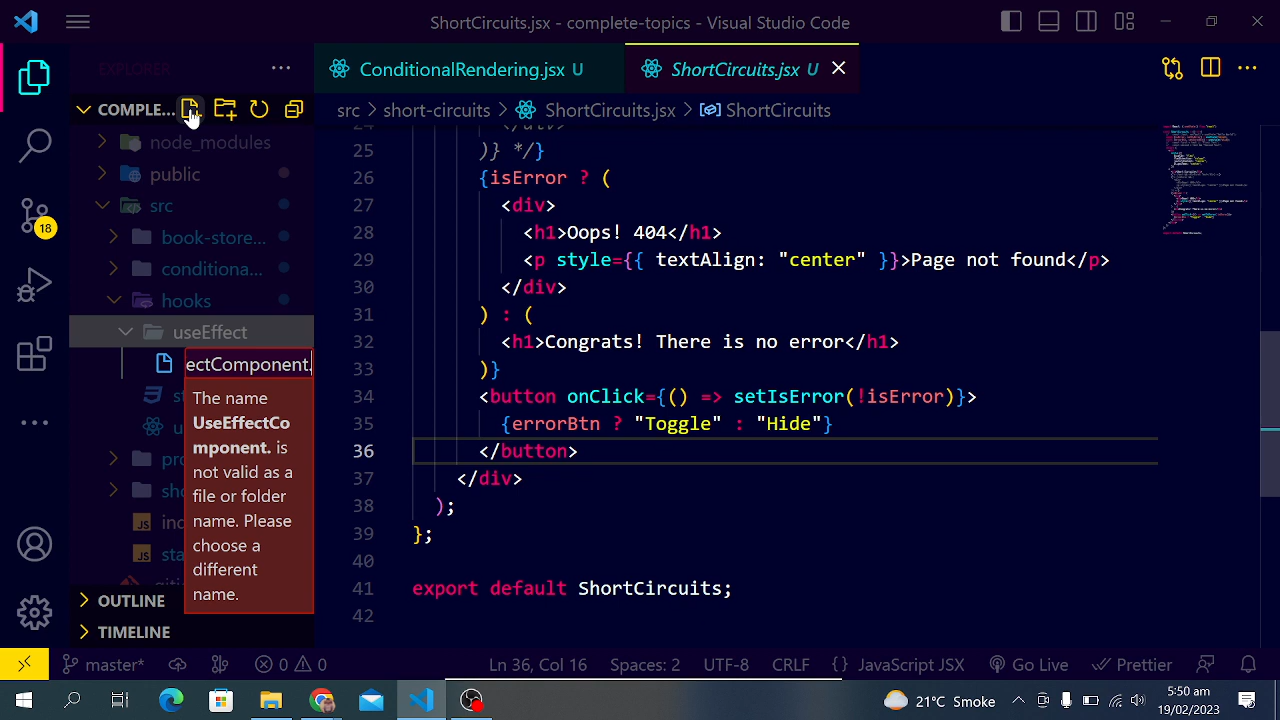 ShortCircuits.jsx - complete-topics - Visual Studio Code
EXPLORER
ConditionalRendering.jsx U
ShortCircuits.jsx U
COMPLE...
src > short-circuits > ShortCircuits.jsx > ShortCircuits
node_modules
public
src
book-store...
conditiona...
hooks
useEffect
ectComponent.
The name
UseEffectCo
mponent. is
not valid as a
file or folder
name. Please
choose a
different
name.
OUTLINE
TIMELINE
18
25 }} */}
26 {isError ? (
27 <div>
28 <h1>Oops! 404</h1>
29 <p style={{ textAlign: "center" }}>Page not found</p>
30 </div>
31 ) : (
32 <h1>Congrats! There is no error</h1>
33 )}
34 <button onClick={() => setIsError(!isError)}>
35 {errorBtn ? "Toggle" : "Hide"}
36 </button>
37 </div>
38 );
39 };
40
41 export default ShortCircuits;
42
master* 0 0 Ln 36, Col 16 Spaces: 2 UTF-8 CRLF {} JavaScript JSX Go Live Prettier
21°C Smoke
5:50 am
19/02/2023